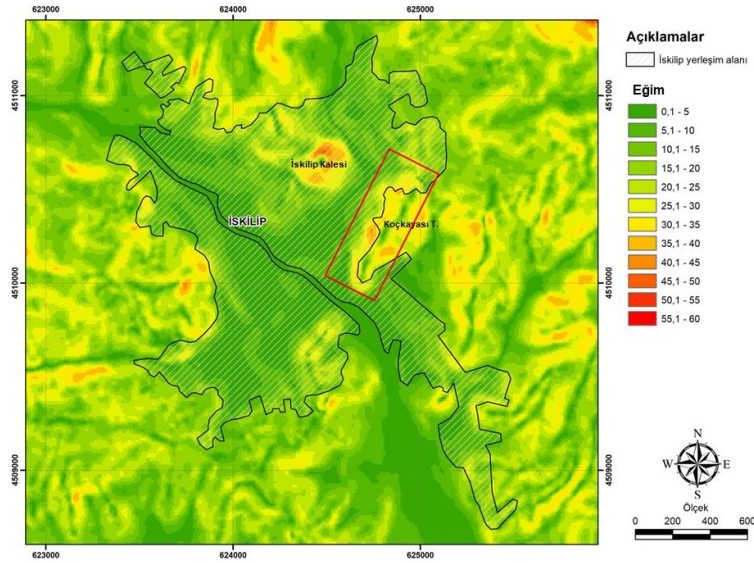 623000 624000 625000
Açıklamalar
İskilip yerleşim alanı
Eğim
0,1 - 5
5,1 - 10
10,1 - 15
15,1 - 20
20,1 - 25
25,1 - 30
30,1 - 35
35,1 - 40
40,1 - 45
45,1 - 50
50,1 - 55
55,1 - 60
4511000 4511000
İskilip Kalesi
İSKİLİP
Koçkayası T.
4510000 4510000
4509000 4509000
N
W E
S
Ölçek
0 200 400 600
623000 624000 625000